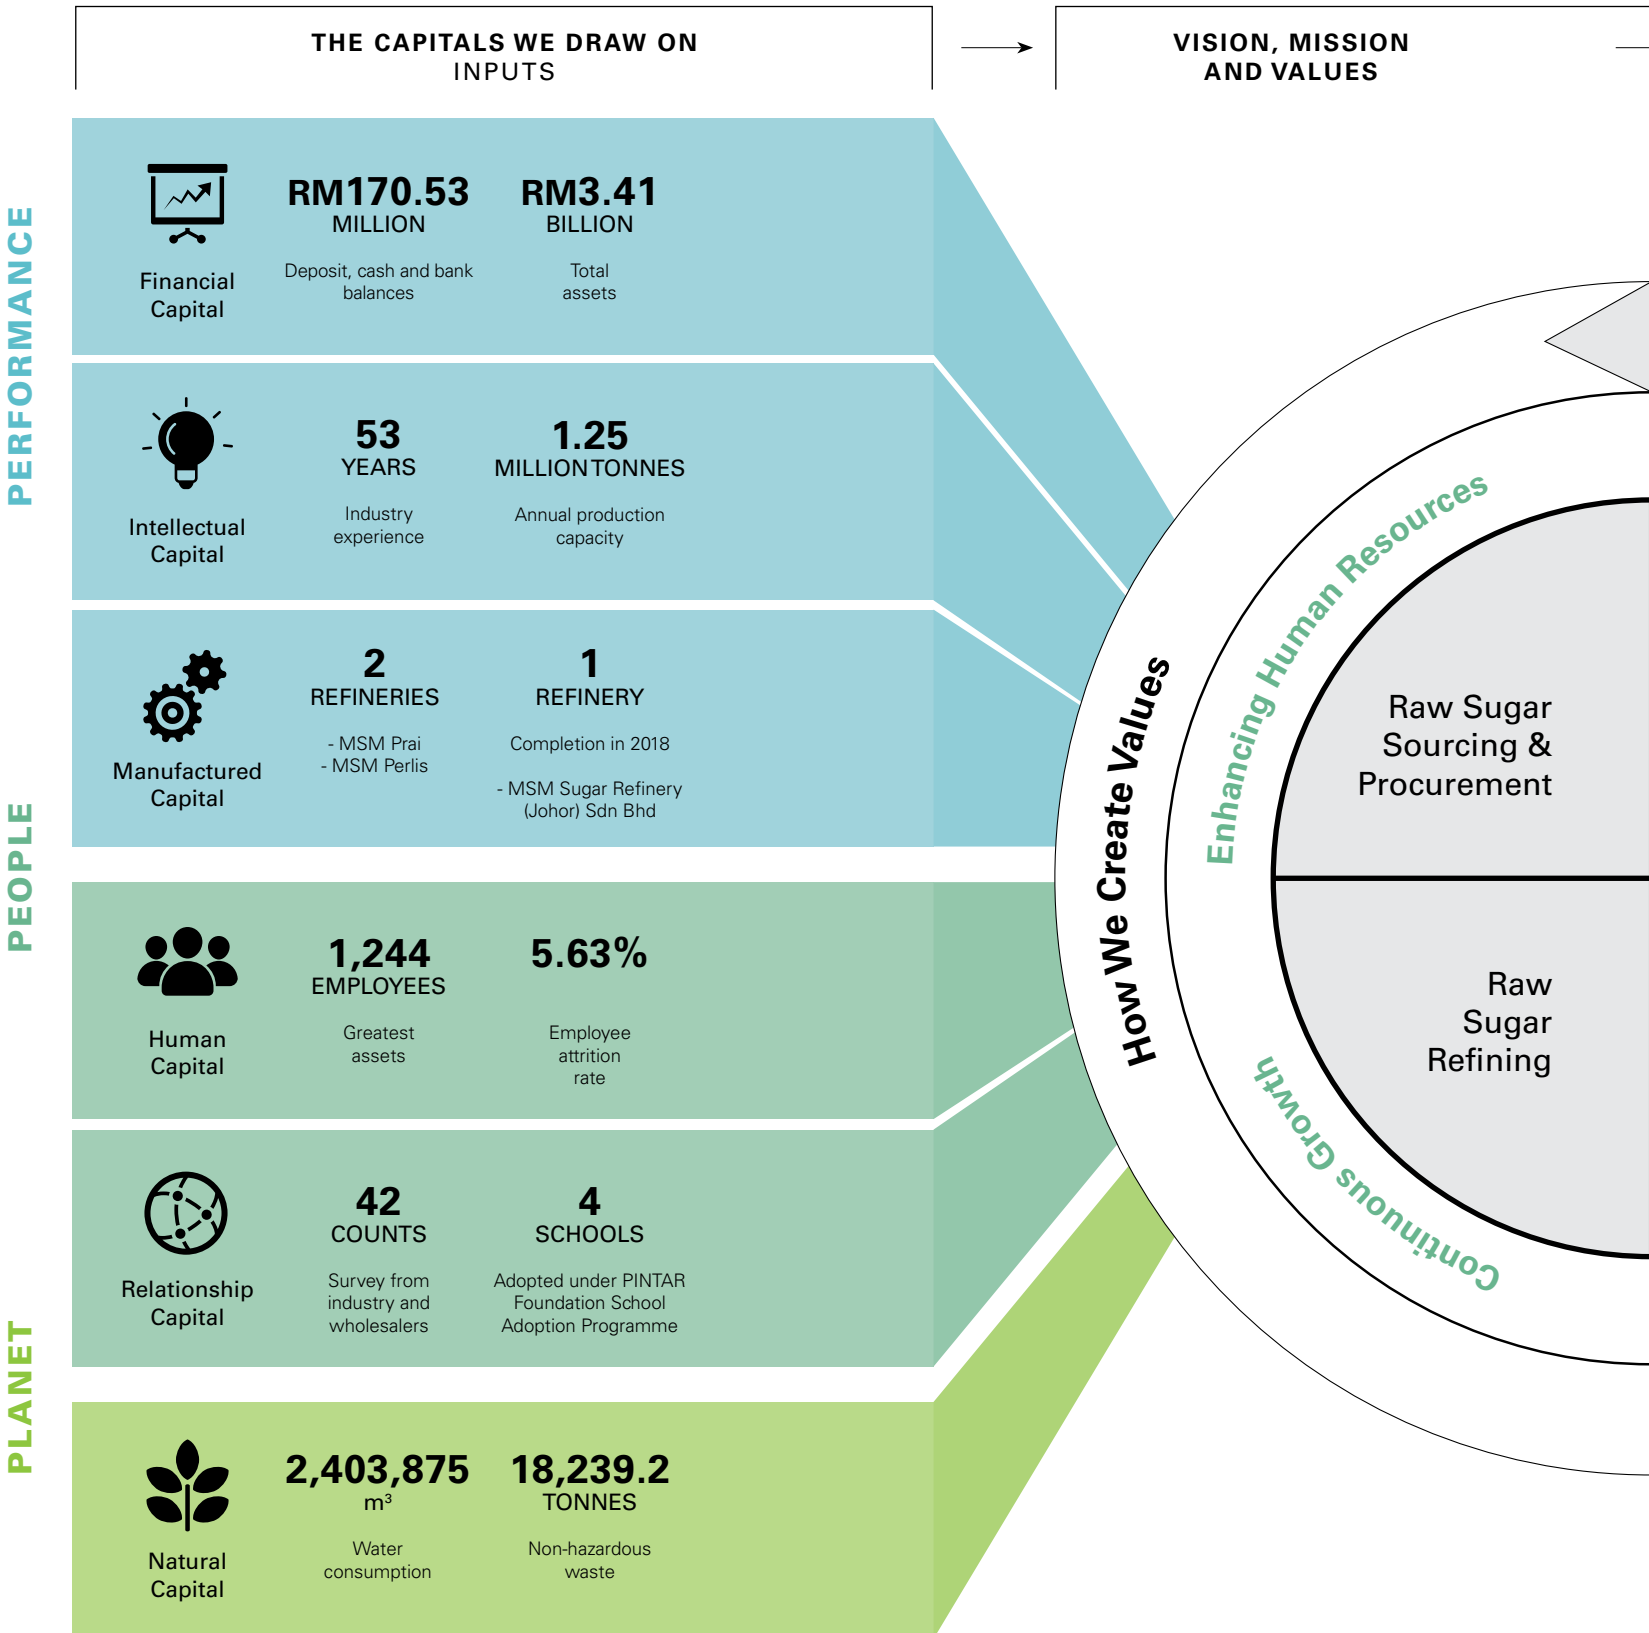 THE CAPITALS WE DRAW ON
INPUTS
VISION, MISSION
AND VALUES
PERFORMANCE
Financial
Capital
RM170.53
MILLION
Deposit, cash and bank
balances
RM3.41
BILLION
Total
assets
Intellectual
Capital
53
YEARS
Industry
experience
1.25
MILLION TONNES
Annual production
capacity
Manufactured
Capital
2
REFINERIES
- MSM Prai
- MSM Perlis
1
REFINERY
Completion in 2018
- MSM Sugar Refinery
(Johor) Sdn Bhd
PEOPLE
Human
Capital
1,244
EMPLOYEES
Greatest
assets
5.63%
Employee
attrition
rate
Relationship
Capital
42
COUNTS
Survey from
industry and
wholesalers
4
SCHOOLS
Adopted under PINTAR
Foundation School
Adoption Programme
PLANET
Natural
Capital
2,403,875
m³
Water
consumption
18,239.2
TONNES
Non-hazardous
waste
How We Create Values
Enhancing Human Resources
Continuous Growth
Raw Sugar
Sourcing &
Procurement
Raw
Sugar
Refining